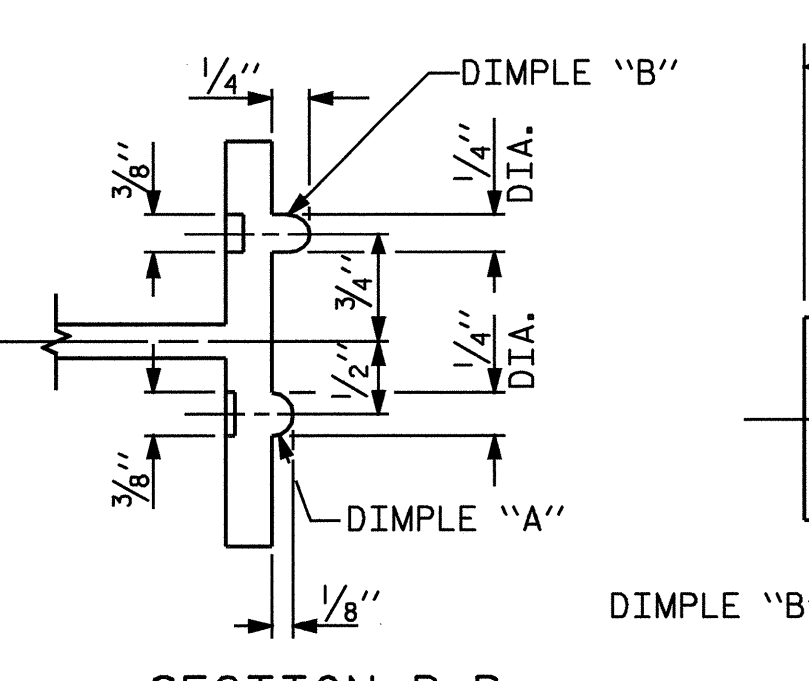 1/4"
DIMPLE "B"
3/8"
1/4"
DIA.
3/4"
1/4"
DIA.
1/2"
3/8"
DIMPLE "A"
1/8"
DIMPLE "B